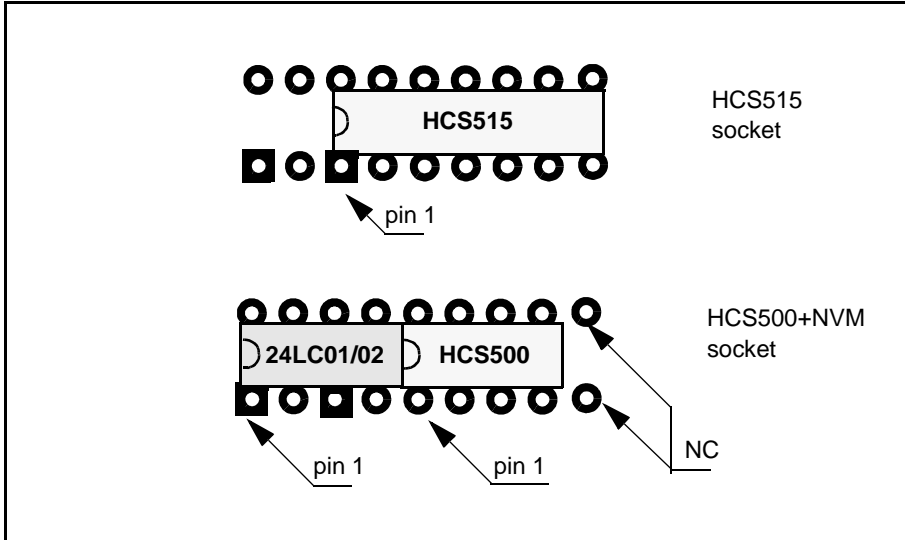 HCS515
HCS515
socket
pin 1
24LC01/02
HCS500
HCS500+NVM
socket
pin 1
pin 1
NC